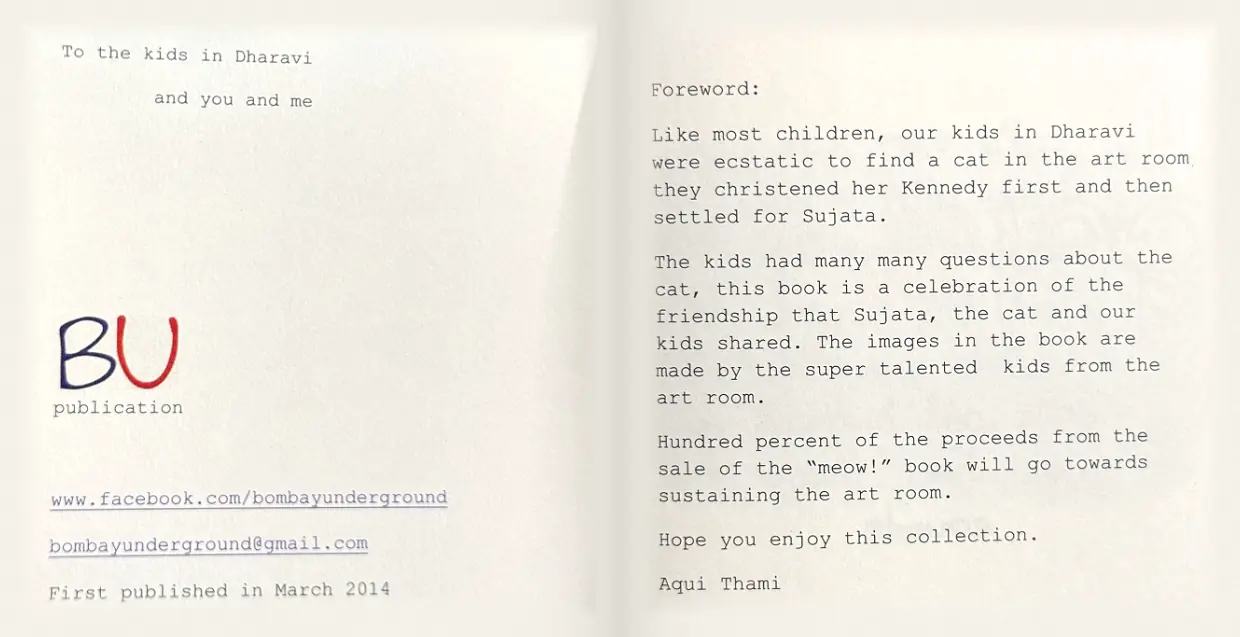 To the kids in Dharavi
and you and me
BU
publication
www.facebook.com/bombayunderground
bombayunderground@gmail.com
First published in March 2014
Foreword:
Like most children, our kids in Dharavi
were ecstatic to find a cat in the art room
they christened her Kennedy first and then
settled for Sujata.
The kids had many many questions about the
cat, this book is a celebration of the
friendship that Sujata, the cat and our
kids shared. The images in the book are
made by the super talented  kids from the
art room.
Hundred percent of the proceeds from the
sale of the “meow!” book will go towards
sustaining the art room.
Hope you enjoy this collection.
Aqui Thami